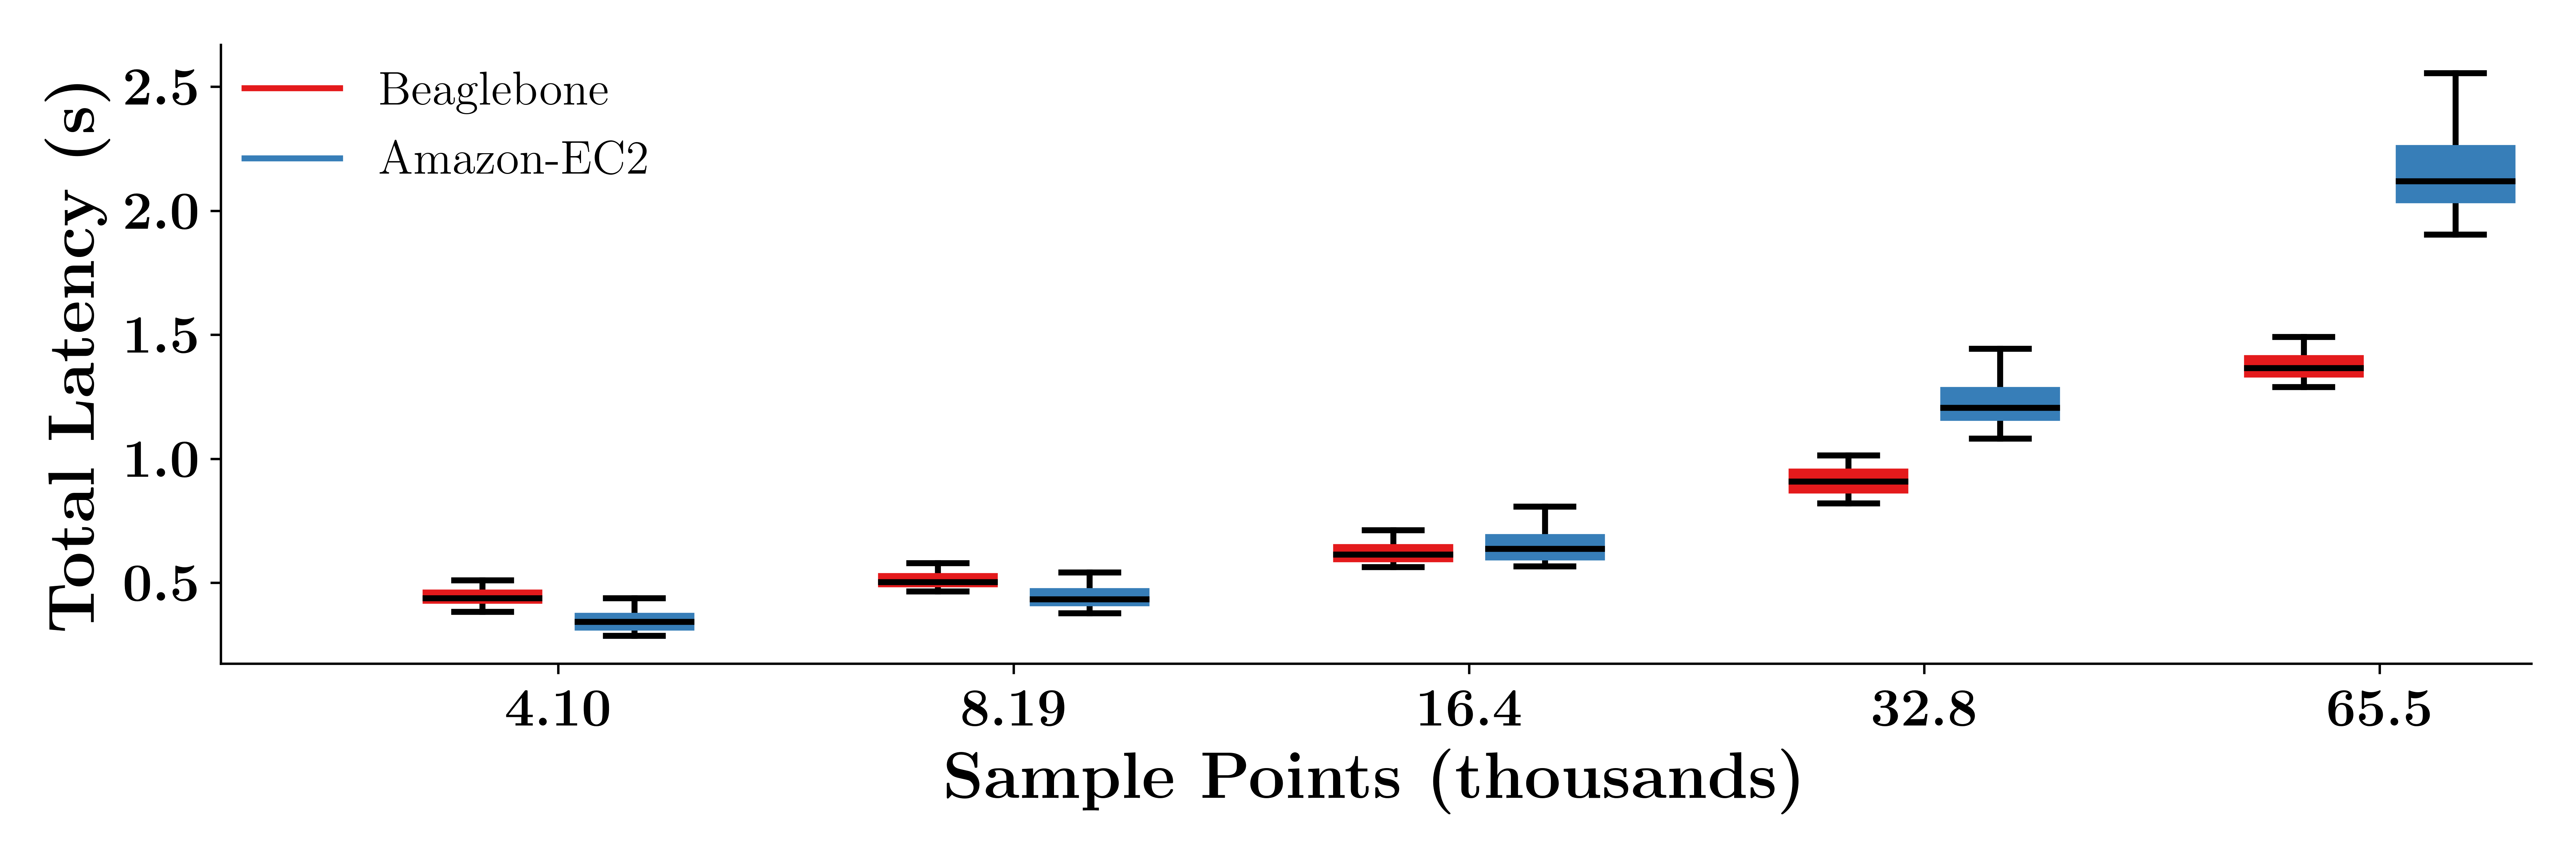 Total Latency (s)
2.5
2.0
1.5
1.0
0.5
Beaglebone
Amazon-EC2
4.10 8.19 16.4 32.8 65.5
Sample Points (thousands)